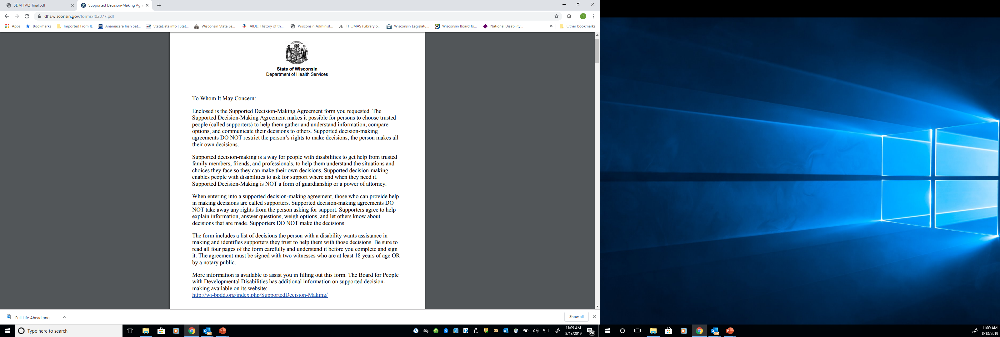 SDM_FAQ_final.pdf
Supported Decision-Making Agr
dhs.wisconsin.gov/forms/f02377.pdf
T
Apps
Bookmarks
Imported From IE
Anamacara Irish Set...
StateData.info | Stat...
Wisconsin State Le...
AIDD: History of th...
Wisconsin Administ...
THOMAS (Library o...
Wisconsin Legislatu...
Wisconsin Board fo...
National Disability...
»
Other bookmarks
State of Wisconsin
Department of Health Services
To Whom It May Concern:
Enclosed is the Supported Decision-Making Agreement form you requested. The
Supported Decision-Making Agreement makes it possible for persons to choose trusted
people (called supporters) to help them gather and understand information, compare
options, and communicate their decisions to others. Supported decision-making
agreements DO NOT restrict the person's rights to make decisions; the person makes all
their own decisions.
Supported decision-making is a way for people with disabilities to get help from trusted
family members, friends, and professionals, to help them understand the situations and
choices they face so they can make their own decisions. Supported decision-making
enables people with disabilities to ask for support where and when they need it.
Supported Decision-Making is NOT a form of guardianship or a power of attorney.
When entering into a supported decision-making agreement, those who can provide help
in making decisions are called supporters. Supported decision-making agreements DO
NOT take away any rights from the person asking for support. Supporters agree to help
explain information, answer questions, weigh options, and let others know about
decisions that are made. Supporters DO NOT make the decisions.
The form includes a list of decisions the person with a disability wants assistance in
making and identifies supporters they trust to help them with those decisions. Be sure to
read all four pages of the form carefully and understand it before you complete and sign
it. The agreement must be signed with two witnesses who are at least 18 years of age OR
by a notary public.
More information is available to assist you in filling out this form. The Board for People
with Developmental Disabilities has additional information on supported decision-
making available on its website:
http://wi-bpdd.org/index.php/SupportedDecision-Making/
Full Life Ahead.png
Show all
Type here to search
11:09 AM
8/13/2019
20
11:09 AM
8/13/2019